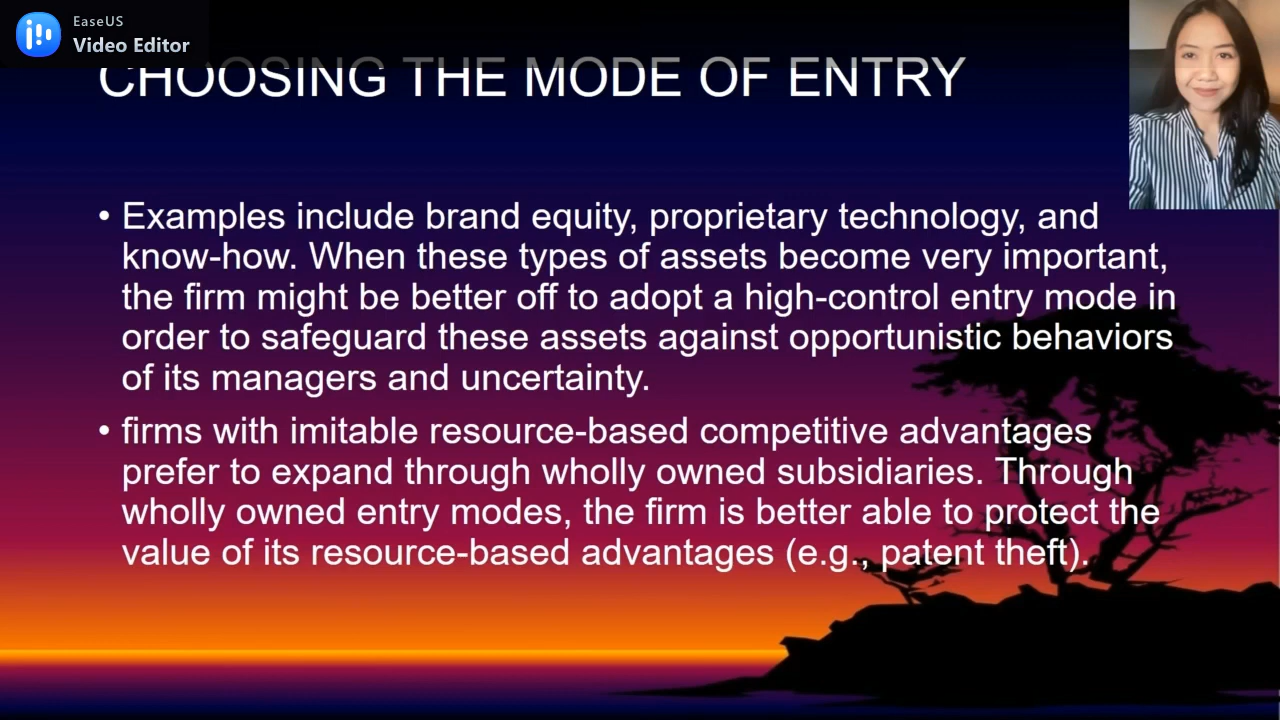 EaseUS
Video Editor
CHOOSING THE MODE OF ENTRY
• Examples include brand equity, proprietary technology, and
know-how. When these types of assets become very important,
the firm might be better off to adopt a high-control entry mode in
order to safeguard these assets against opportunistic behaviors
of its managers and uncertainty.
• firms with imitable resource-based competitive advantages
prefer to expand through wholly owned subsidiaries. Through
wholly owned entry modes, the firm is better able to protect the
value of its resource-based advantages (e.g., patent theft).